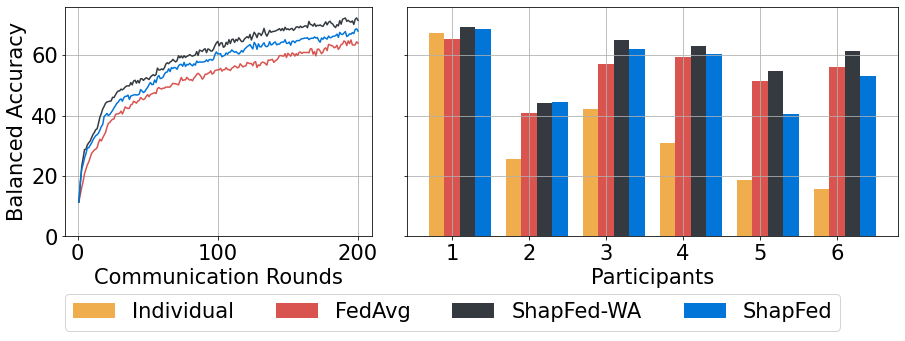 Balanced Accuracy
60
40
20
0
0 100 200
Communication Rounds
1 2 3 4 5 6
Participants
Individual FedAvg ShapFed-WA ShapFed